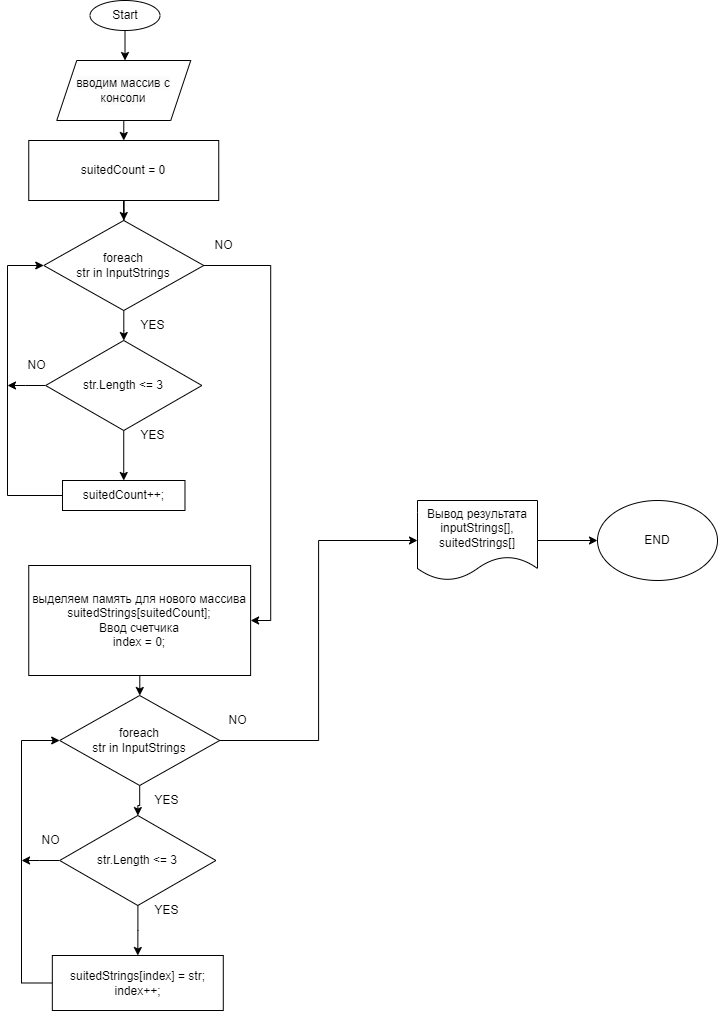 Start
вводим массив с
консоли
suitedCount = 0
foreach
str in InputStrings
NO
YES
str.Length <= 3
NO
YES
suitedCount++;
выделяем память для нового массива
suitedStrings[suitedCount];
Ввод счетчика
index = 0;
foreach
str in InputStrings
NO
YES
str.Length <= 3
NO
YES
suitedStrings[index] = str;
index++;
Вывод результата
inputStrings[],
suitedStrings[]
END